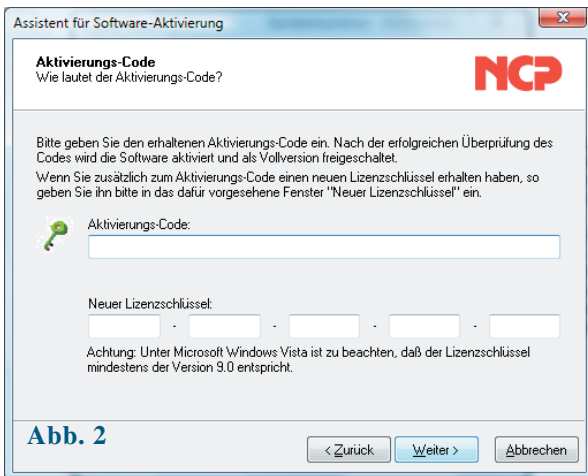 Assistent für Software-Aktivierung
Aktivierungs-Code
Wie lautet der Aktivierungs-Code?
NCP
Bitte geben Sie den erhaltenen Aktivierungs-Code ein. Nach der erfolgreichen Überprüfung des
Codes wird die Software aktiviert und als Vollversion freigeschaltet.
Wenn Sie zusätzlich zum Aktivierungs-Code einen neuen Lizenzschlüssel erhalten haben, so
geben Sie ihn bitte in das dafür vorgesehene Fenster "Neuer Lizenzschlüssel" ein.
Aktivierungs-Code:
Neuer Lizenzschlüssel:
- - - -
Achtung: Unter Microsoft Windows Vista ist zu beachten, daß der Lizenzschlüssel
mindestens der Version 9.0 entspricht.
Abb. 2
< Zurück Weiter > Abbrechen